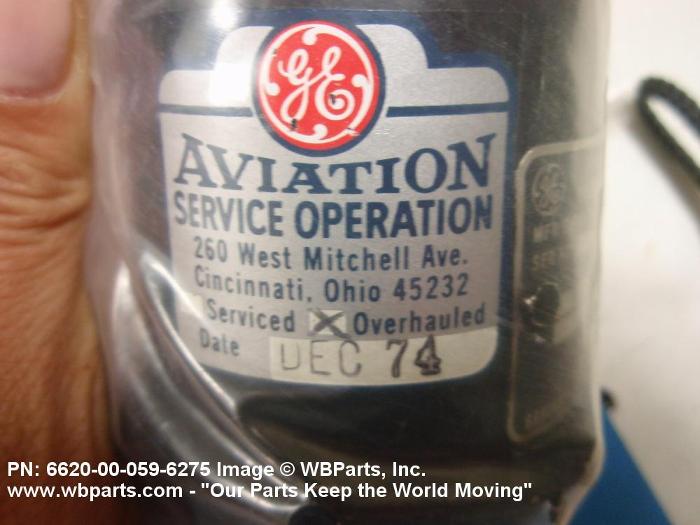 GE
AVIATION
SERVICE OPERATION
260 West Mitchell Ave.
Cincinnati, Ohio 45232
Serviced X Overhauled
Date DEC 74
GE
PN: 6620-00-059-6275 Image © WBParts, Inc.
www.wbparts.com - "Our Parts Keep the World Moving"